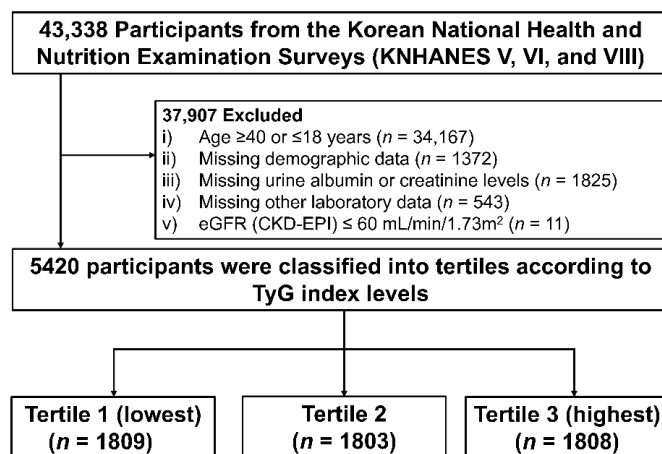 43,338 Participants from the Korean National Health and
Nutrition Examination Surveys (KNHANES V, VI, and VIII)
37,907 Excluded
i) Age ≥40 or ≤18 years (n = 34,167)
ii) Missing demographic data (n = 1372)
iii) Missing urine albumin or creatinine levels (n = 1825)
iv) Missing other laboratory data (n = 543)
v) eGFR (CKD-EPI) ≤ 60 mL/min/1.73m² (n = 11)
5420 participants were classified into tertiles according to
TyG index levels
Tertile 1 (lowest)
(n = 1809)
Tertile 2
(n = 1803)
Tertile 3 (highest)
(n = 1808)